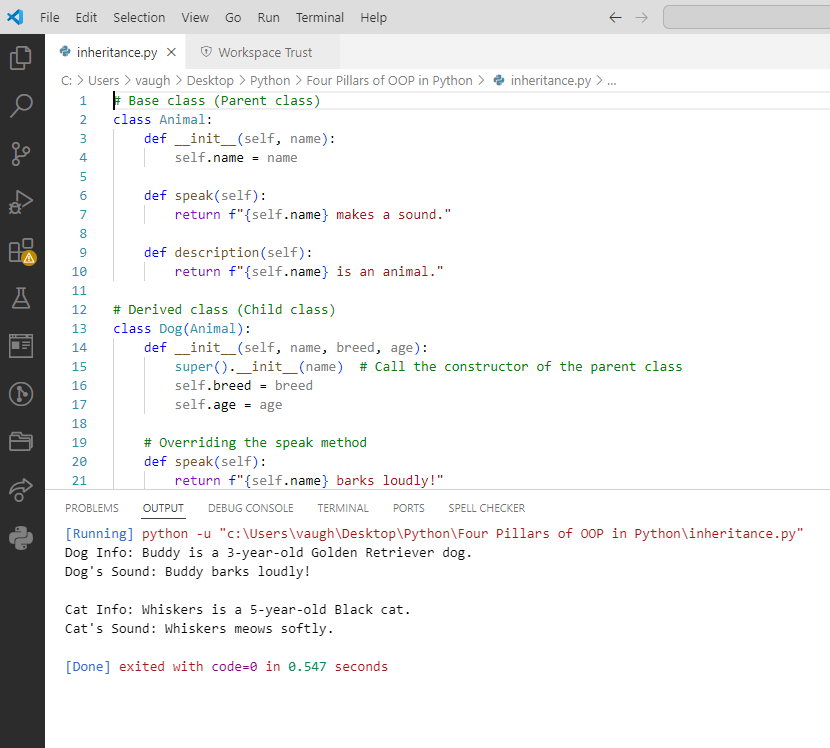 File Edit Selection View Go Run Terminal Help
inheritance.py Workspace Trust
C: > Users > vaugh > Desktop > Python > Four Pillars of OOP in Python > inheritance.py > ...
1 # Base class (Parent class)
2 class Animal:
3     def __init__(self, name):
4         self.name = name
5
6     def speak(self):
7         return f"{self.name} makes a sound."
8
9     def description(self):
10         return f"{self.name} is an animal."
11
12 # Derived class (Child class)
13 class Dog(Animal):
14     def __init__(self, name, breed, age):
15         super().__init__(name)  # Call the constructor of the parent class
16         self.breed = breed
17         self.age = age
18
19     # Overriding the speak method
20     def speak(self):
21         return f"{self.name} barks loudly!"
PROBLEMS OUTPUT DEBUG CONSOLE TERMINAL PORTS SPELL CHECKER
[Running] python -u "c:\Users\vaugh\Desktop\Python\Four Pillars of OOP in Python\inheritance.py"
Dog Info: Buddy is a 3-year-old Golden Retriever dog.
Dog's Sound: Buddy barks loudly!
Cat Info: Whiskers is a 5-year-old Black cat.
Cat's Sound: Whiskers meows softly.
[Done] exited with code=0 in 0.547 seconds